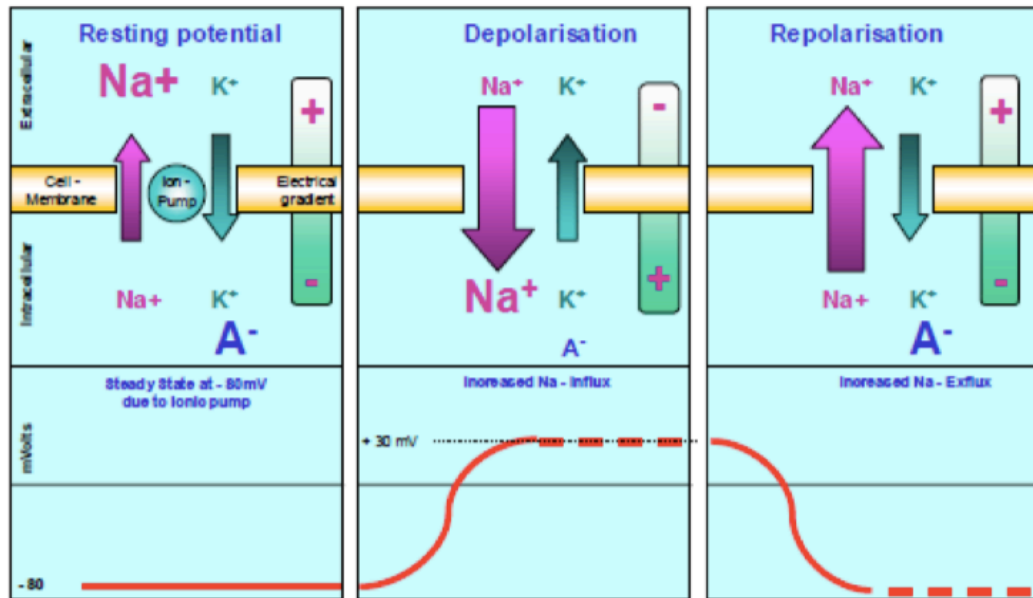 Resting potential
Extracellular
Na+
K+
+
Cell -
Membrane
Ion -
Pump
Electrical
gradient
Intracellular
Na+
K+
-
A-
Steady State at - 80mV
due to Ionic pump
mVolts
- 80
Depolarisation
Na+
K+
-
Na+
K+
+
A-
Increased Na - Influx
+ 30 mV
Repolarisation
Na+
K+
+
Na+
K+
-
A-
Increased Na - Exflux